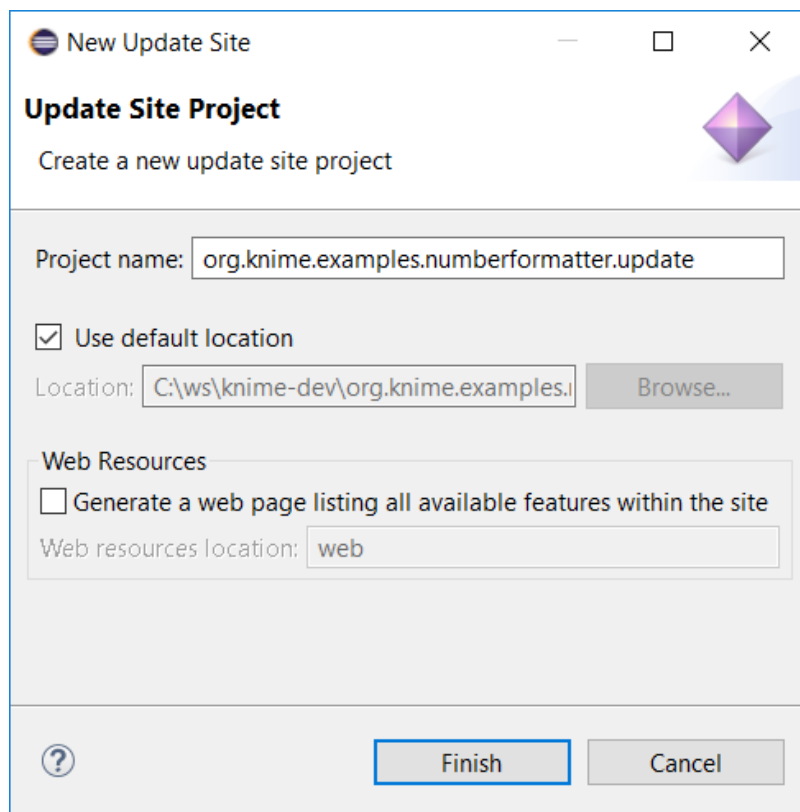 New Update Site
Update Site Project
Create a new update site project
Project name: org.knime.examples.numberformatter.update
Use default location
Location: C:\ws\knime-dev\org.knime.examples.r Browse...
Web Resources
Generate a web page listing all available features within the site
Web resources location: web
? Finish Cancel